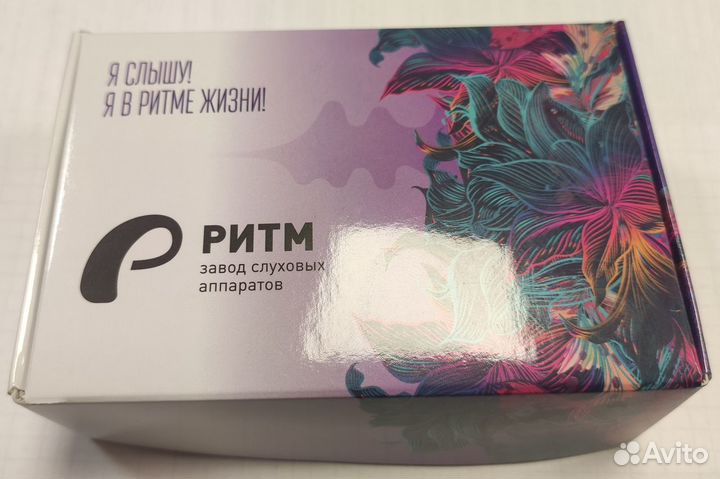 Я СЛЫШУ!
Я В РИТМЕ ЖИЗНИ!
РИТМ
завод слуховых
аппаратов
Avito